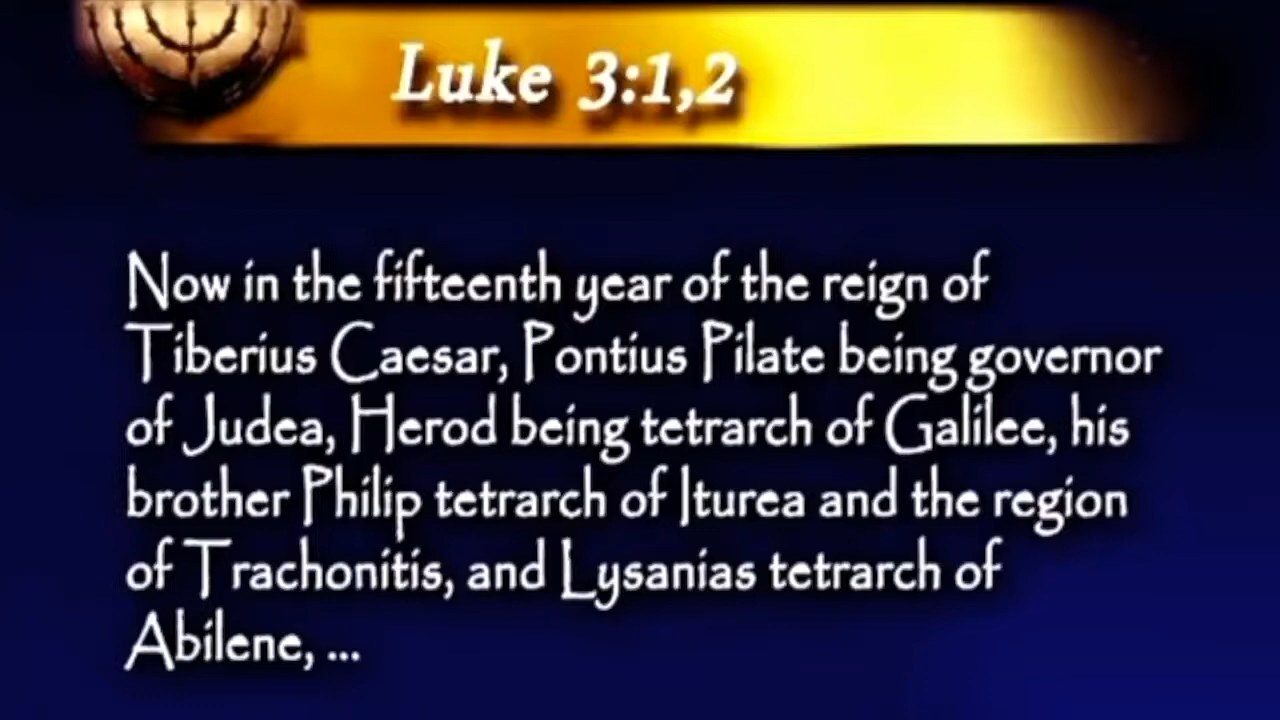 Luke 3:1,2
Now in the fifteenth year of the reign of
Tiberius Caesar, Pontius Pilate being governor
of Judea, Herod being tetrarch of Galilee, his
brother Philip tetrarch of Iturea and the region
of Trachonitis, and Lysanias tetrarch of
Abilene, ...